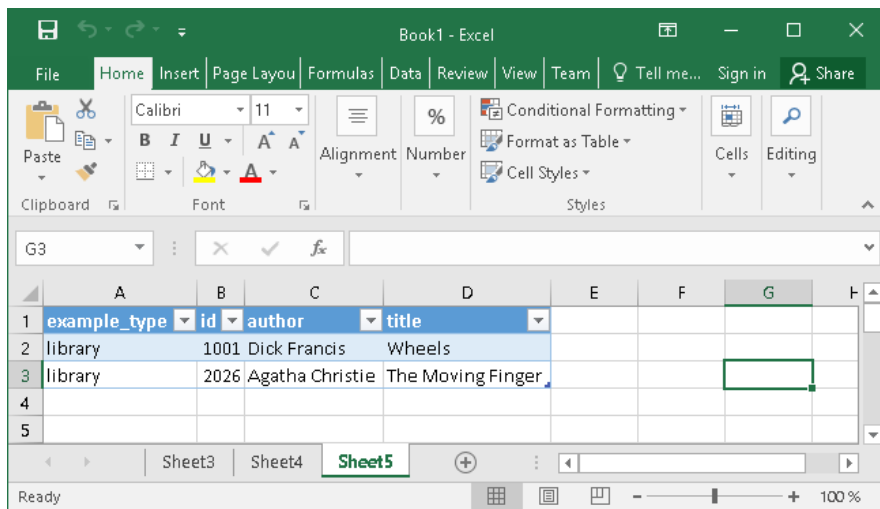 Book1 - Excel
File Home Insert Page Layou Formulas Data Review View Team Tell me... Sign in Share
Calibri 11 % Conditional Formatting
Paste B I U A A Alignment Number Format as Table Cells Editing
A Cell Styles
Clipboard Font Styles
G3 fx
A B C D E F G H
1 example_type id author title
2 library 1001 Dick Francis Wheels
3 library 2026 Agatha Christie The Moving Finger
4
5
Sheet3 Sheet4 Sheet5
Ready 100 %